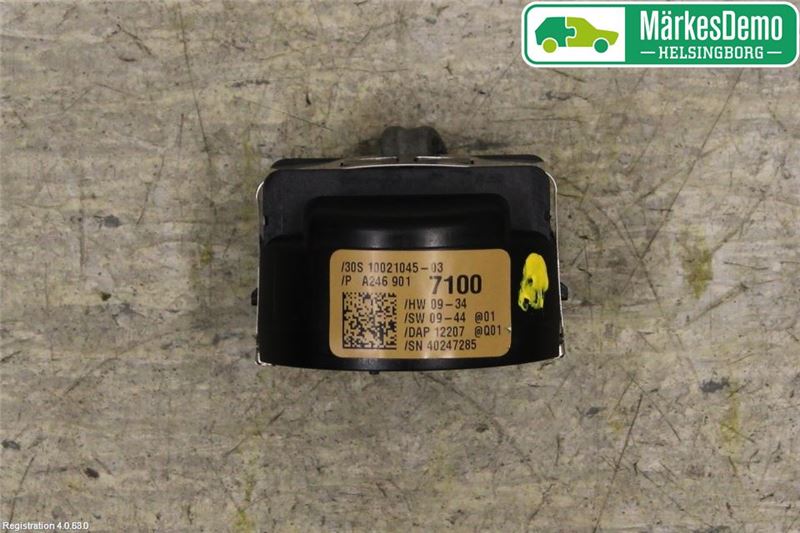 MärkesDemo
HELSINGBORG
/30S 10021045-03
/P A246 901 7100
/HW 09-34
/SW 09-44 @01
/DAP 12207 @Q01
/SN 40247285
Registration 4.0.63.0